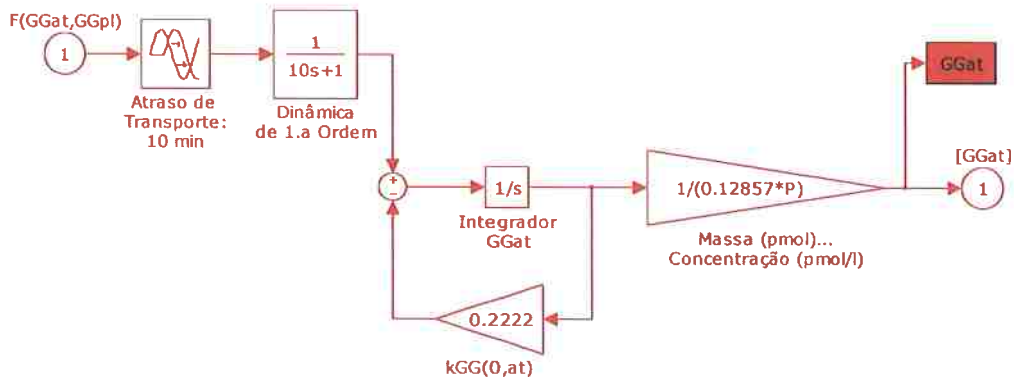 F(GGat,GGpl)
1
Atraso de
Transporte:
10 min
1
10s+1
Dinâmica
de 1.a Ordem
+
−
1/s
Integrador
GGat
0.2222
kGG(0,at)
1/(0.12857*P)
Massa (pmol)...
Concentração (pmol/l)
GGat
[GGat]
1